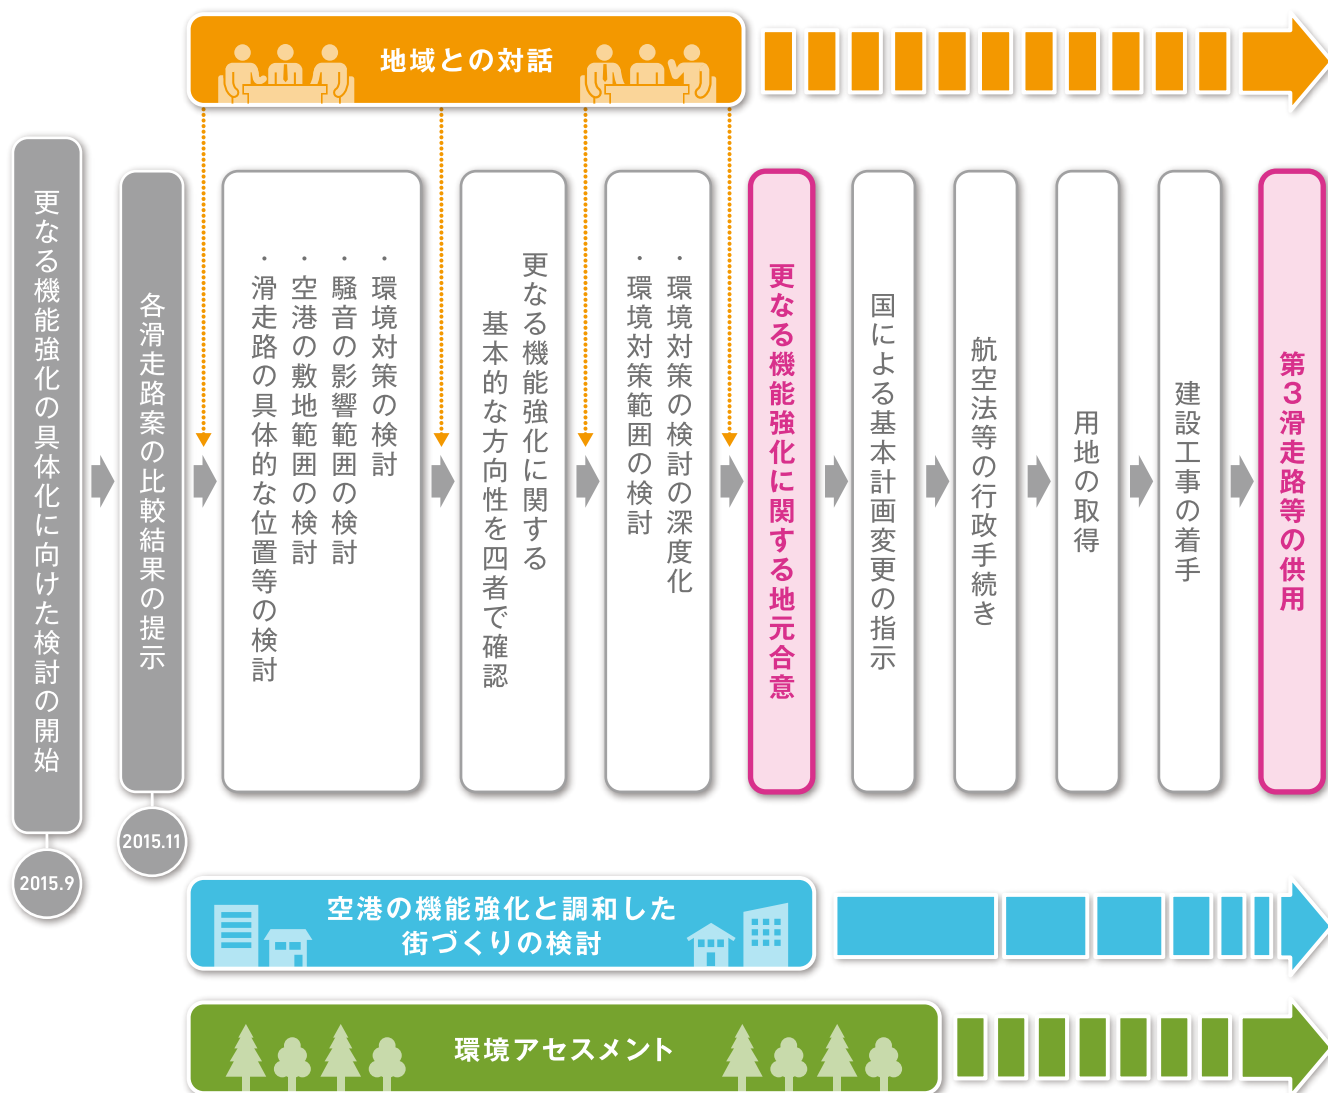 地域との対話
更なる機能強化の具体化に向けた検討の開始
2015.9
各滑走路案の比較結果の提示
2015.11
・環境対策の検討
・騒音の影響範囲の検討
・空港の敷地範囲の検討
・滑走路の具体的な位置等の検討
更なる機能強化に関する
基本的な方向性を四者で確認
・環境対策の検討の深度化
・環境対策範囲の検討
更なる機能強化に関する地元合意
国による基本計画変更の指示
航空法等の行政手続き
用地の取得
建設工事の着手
第3滑走路等の供用
空港の機能強化と調和した
街づくりの検討
環境アセスメント